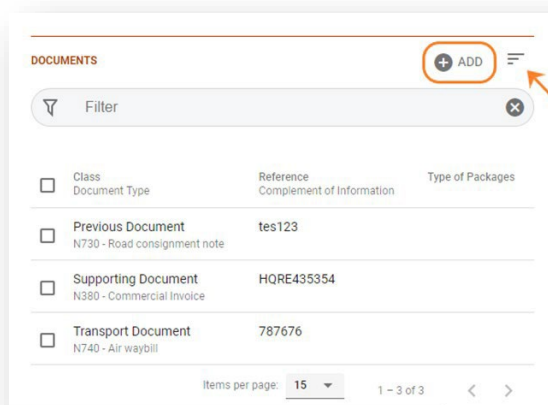 DOCUMENTS ADD
Filter
Class Reference Type of Packages
Document Type Complement of Information
Previous Document tes123
N730 - Road consignment note
Supporting Document HQRE435354
N380 - Commercial Invoice
Transport Document 787676
N740 - Air waybill
Items per page: 15 1 – 3 of 3